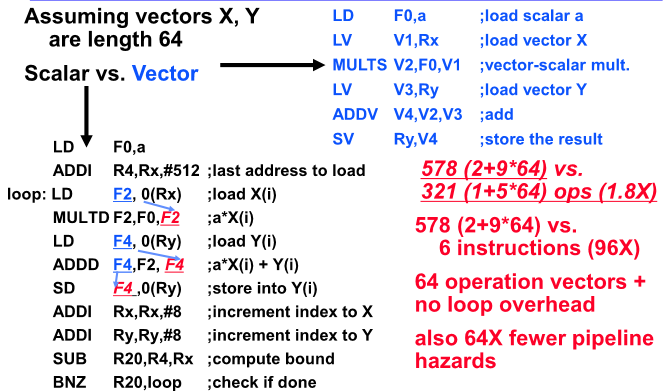 Assuming vectors X, Y
are length 64
Scalar vs. Vector
LD F0,a ;load scalar a
LV V1,Rx ;load vector X
MULTS V2,F0,V1 ;vector-scalar mult.
LV V3,Ry ;load vector Y
ADDV V4,V2,V3 ;add
SV Ry,V4 ;store the result
LD F0,a
ADDI R4,Rx,#512 ;last address to load
loop: LD F2, 0(Rx) ;load X(i)
MULTD F2,F0,F2 ;a*X(i)
LD F4, 0(Ry) ;load Y(i)
ADDD F4,F2, F4 ;a*X(i) + Y(i)
SD F4 ,0(Ry) ;store into Y(i)
ADDI Rx,Rx,#8 ;increment index to X
ADDI Ry,Ry,#8 ;increment index to Y
SUB R20,R4,Rx ;compute bound
BNZ R20,loop ;check if done
578 (2+9*64) vs.
321 (1+5*64) ops (1.8X)
578 (2+9*64) vs.
6 instructions (96X)
64 operation vectors +
no loop overhead
also 64X fewer pipeline
hazards